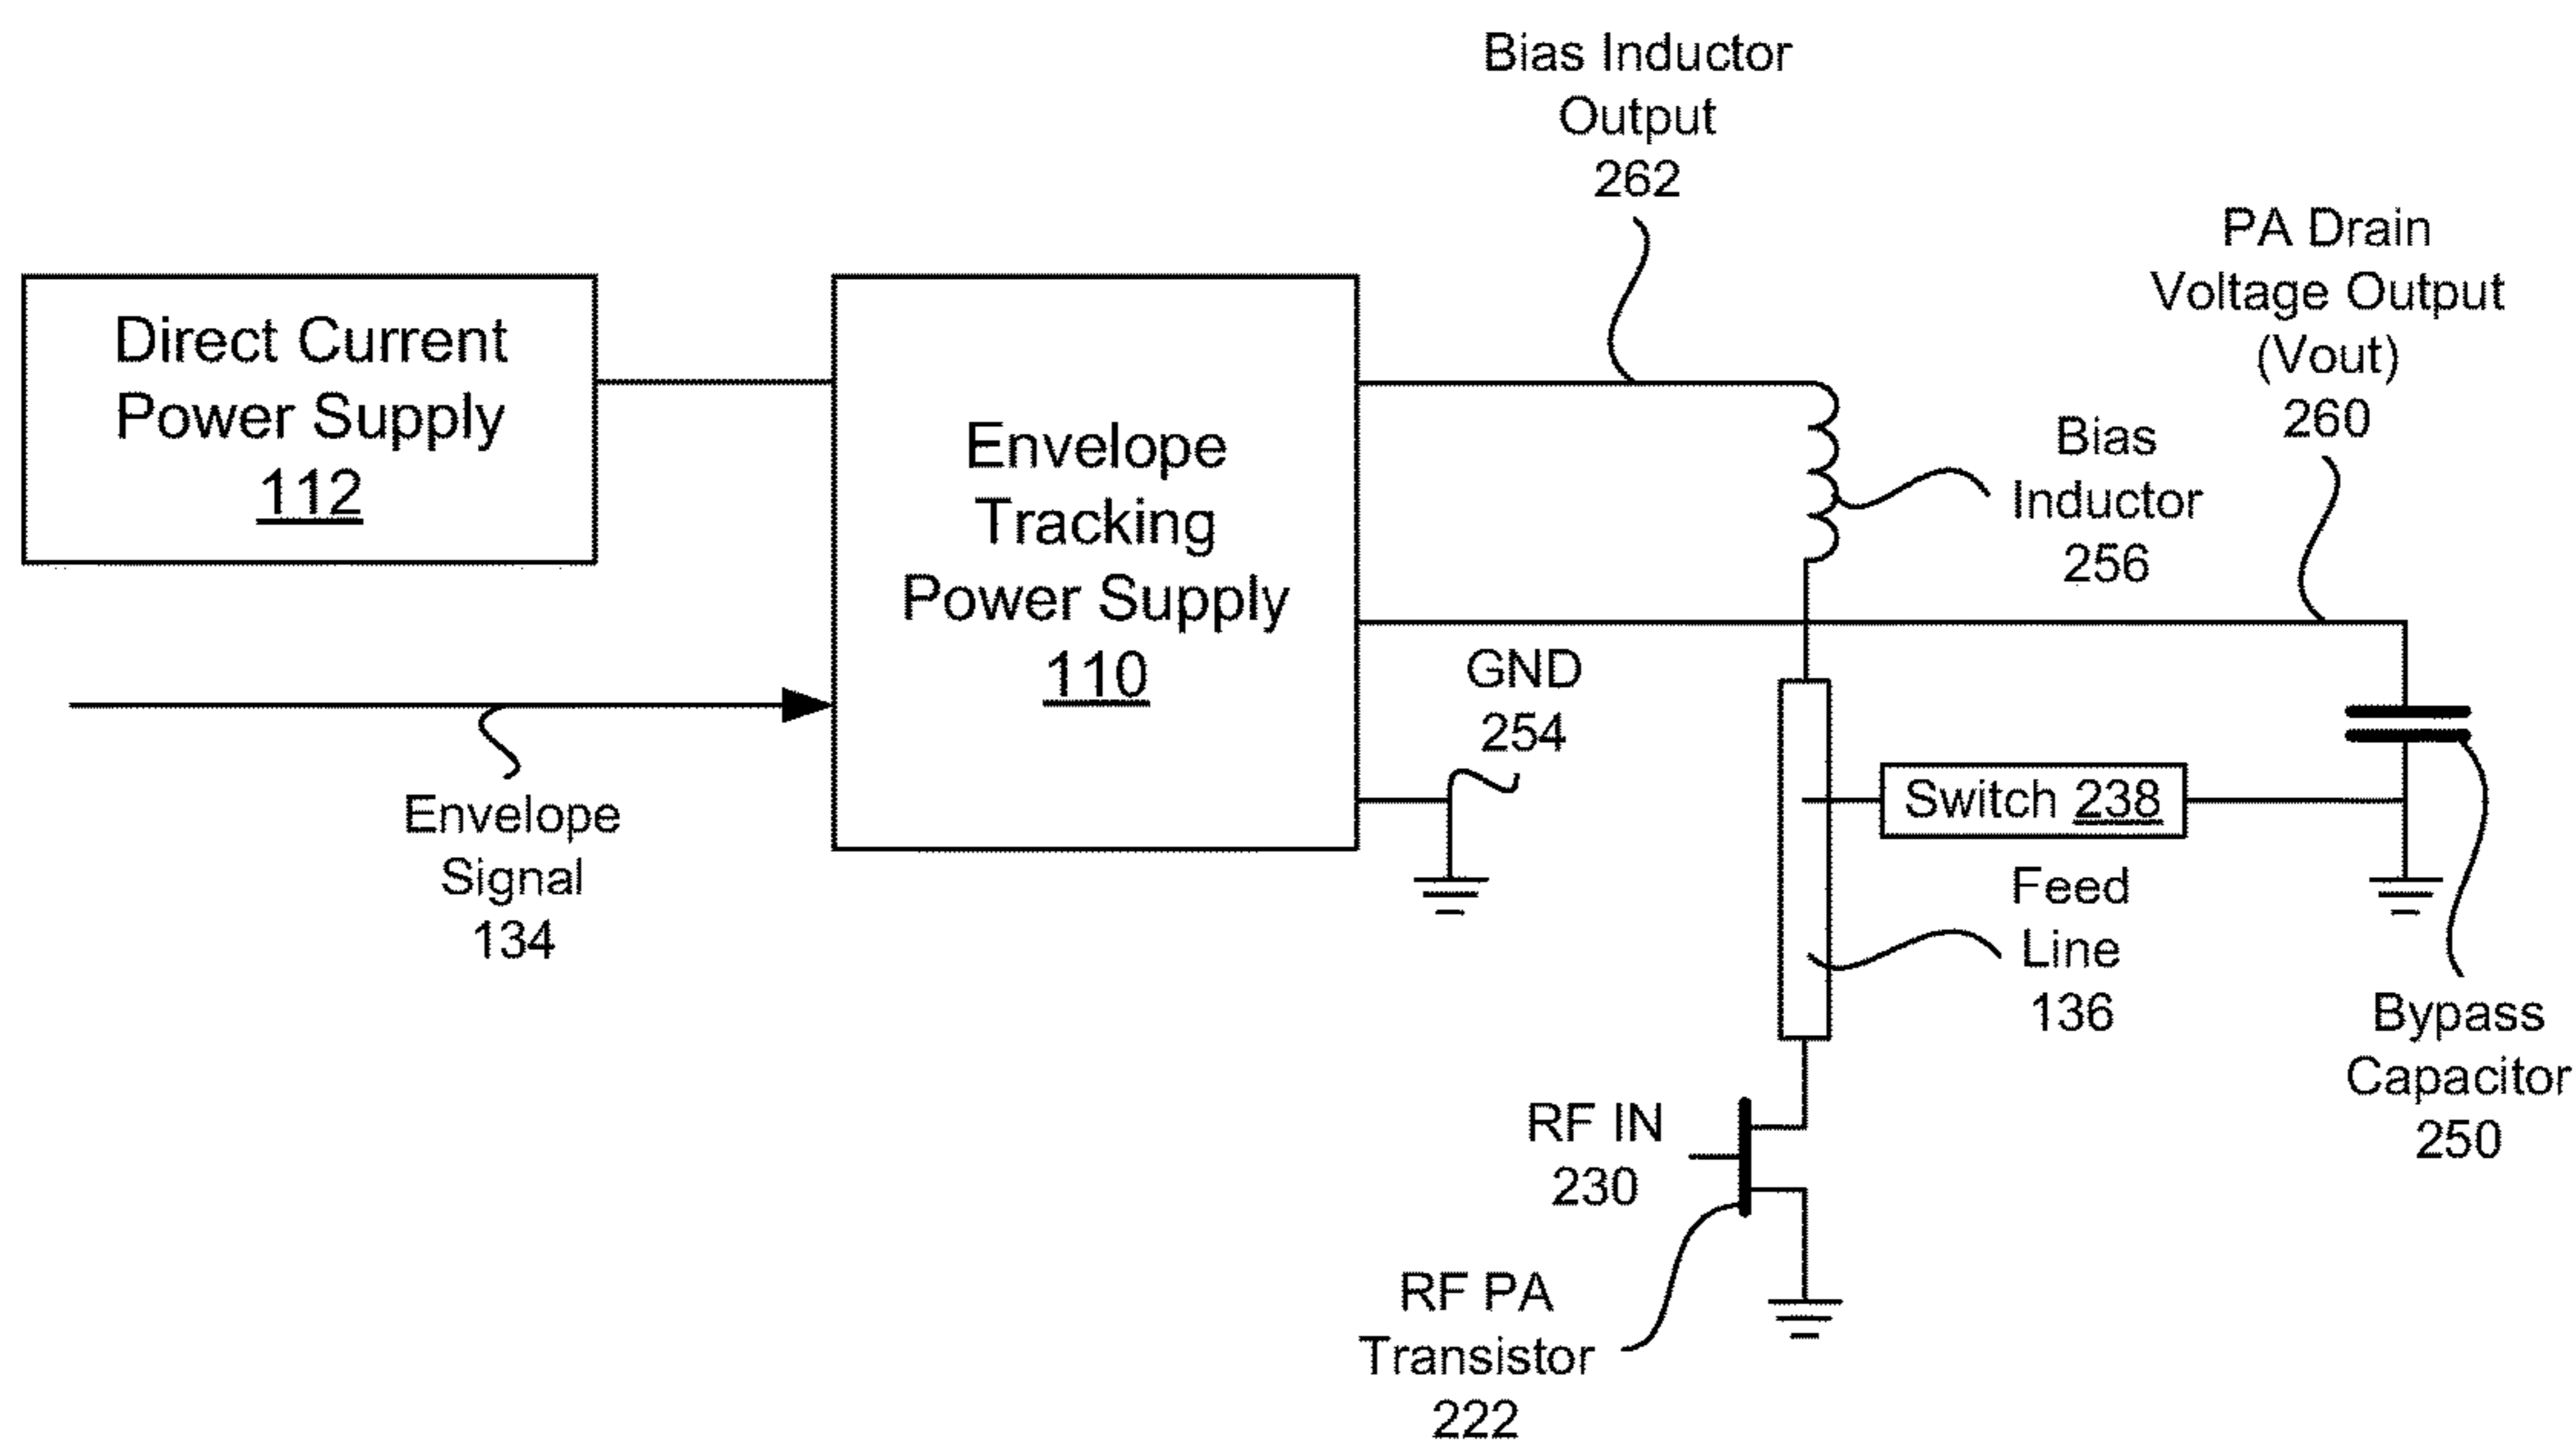 Bias Inductor
Output
262
PA Drain
Voltage Output
(Vout)
260
Direct Current
Power Supply
112
Envelope
Tracking
Power Supply
110
Bias
Inductor
256
GND
254
Switch 238
Envelope
Signal
134
Feed
Line
136
Bypass
Capacitor
250
RF IN
230
RF PA
Transistor
222